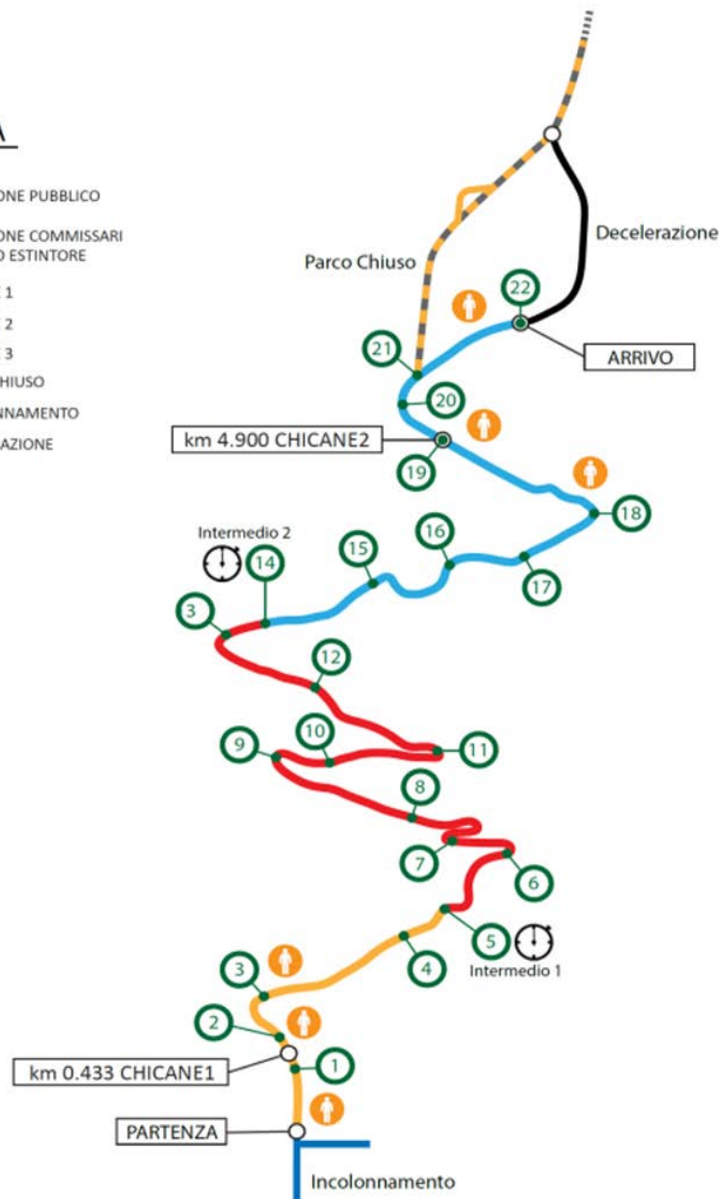 A
ONE PUBBLICO
ONE COMMISSARI
O ESTINTORE
1
2
3
HIUSO
NNAMENTO
AZIONE
Decelerazione
Parco Chiuso
22
21
ARRIVO
20
km 4.900 CHICANE2
19
18
Intermedio 2
16
15
14
17
3
12
10
9
11
8
7
6
5
4
Intermedio 1
3
2
km 0.433 CHICANE1
1
PARTENZA
Incolonnamento